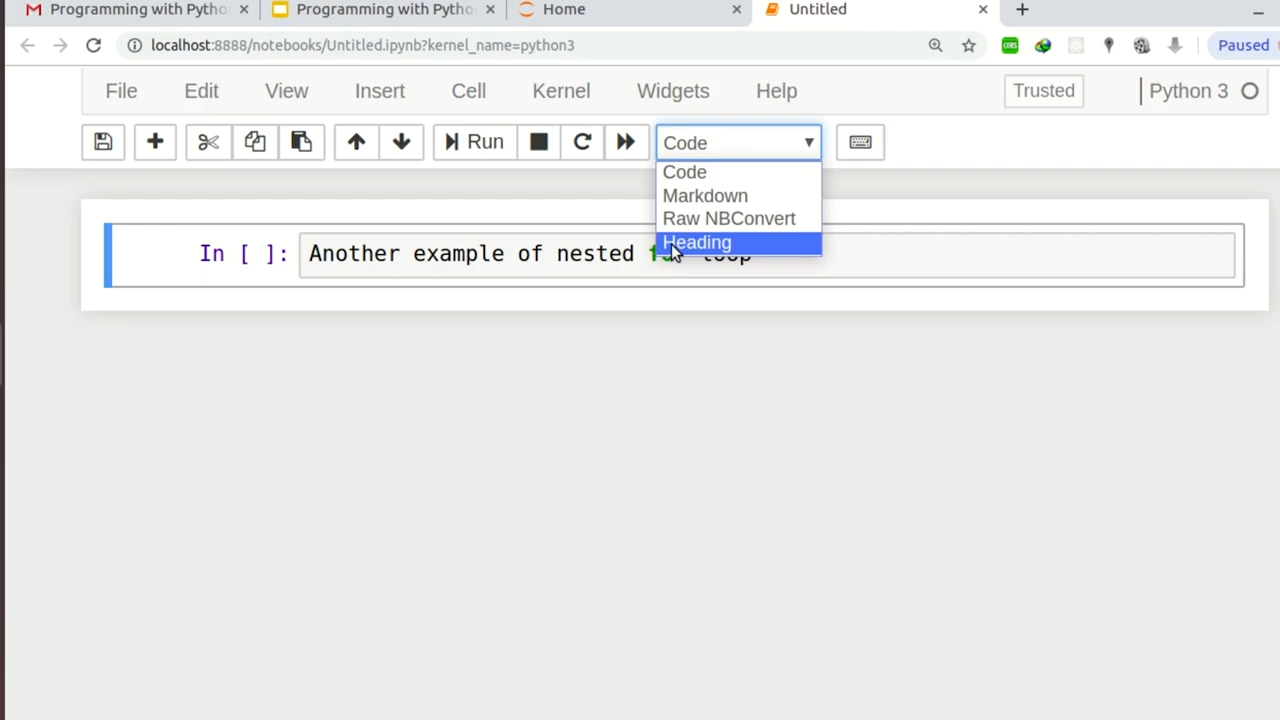 Programming with Pytho
Programming with Pytho
Home
Untitled
localhost:8888/notebooks/Untitled.ipynb?kernel_name=python3
CORS
Paused
File Edit View Insert Cell Kernel Widgets Help Trusted Python 3
Run
Code
Code
Markdown
Raw NBConvert
Heading
In [ ]: Another example of nested for loop